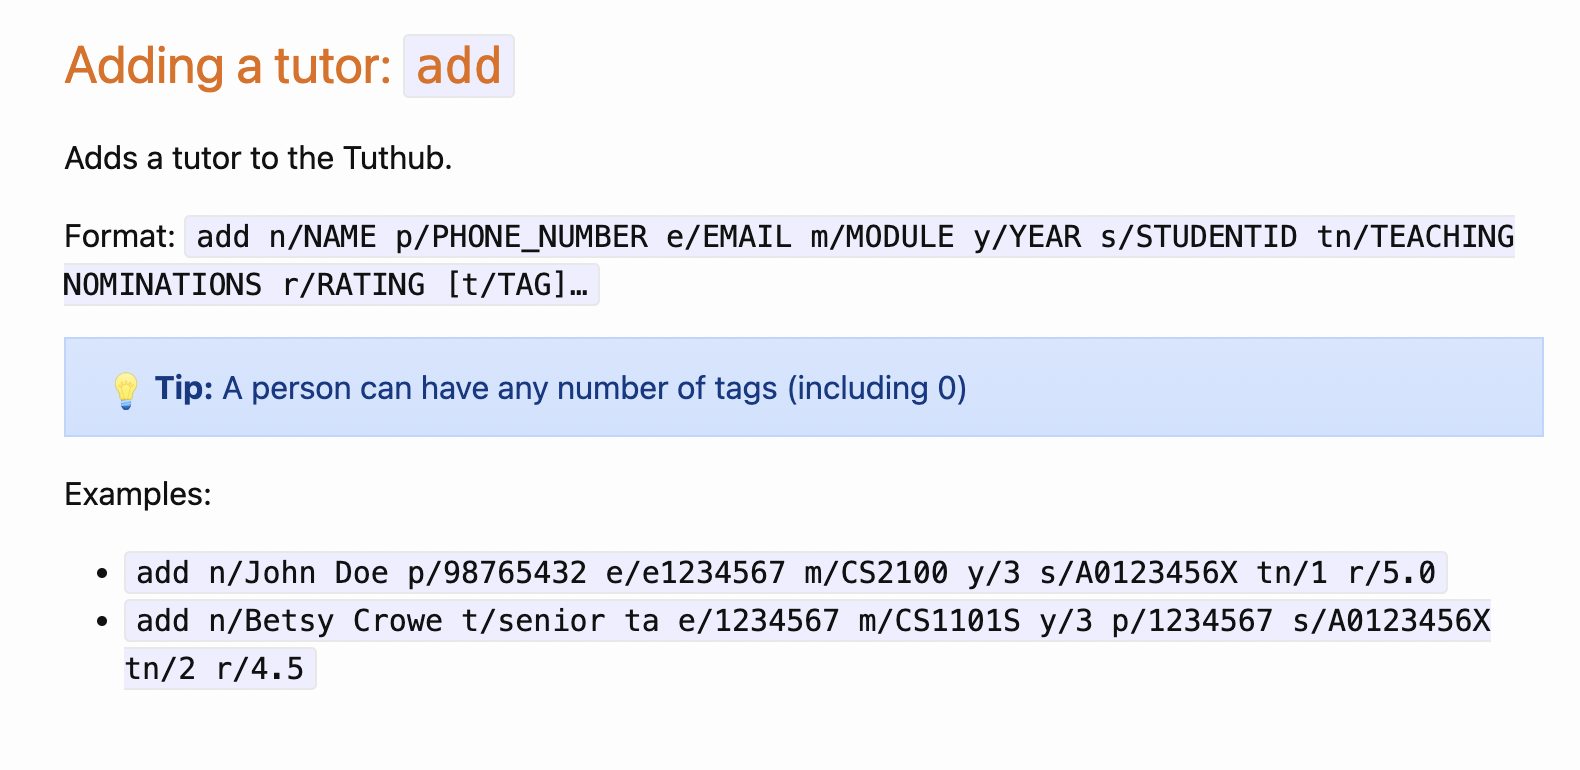 Adding a tutor: add
Adds a tutor to the Tuthub.
Format: add n/NAME p/PHONE_NUMBER e/EMAIL m/MODULE y/YEAR s/STUDENTID tn/TEACHING
NOMINATIONS r/RATING [t/TAG]…
💡 Tip: A person can have any number of tags (including 0)
Examples:
• add n/John Doe p/98765432 e/e1234567 m/CS2100 y/3 s/A0123456X tn/1 r/5.0
• add n/Betsy Crowe t/senior ta e/1234567 m/CS1101S y/3 p/1234567 s/A0123456X
tn/2 r/4.5